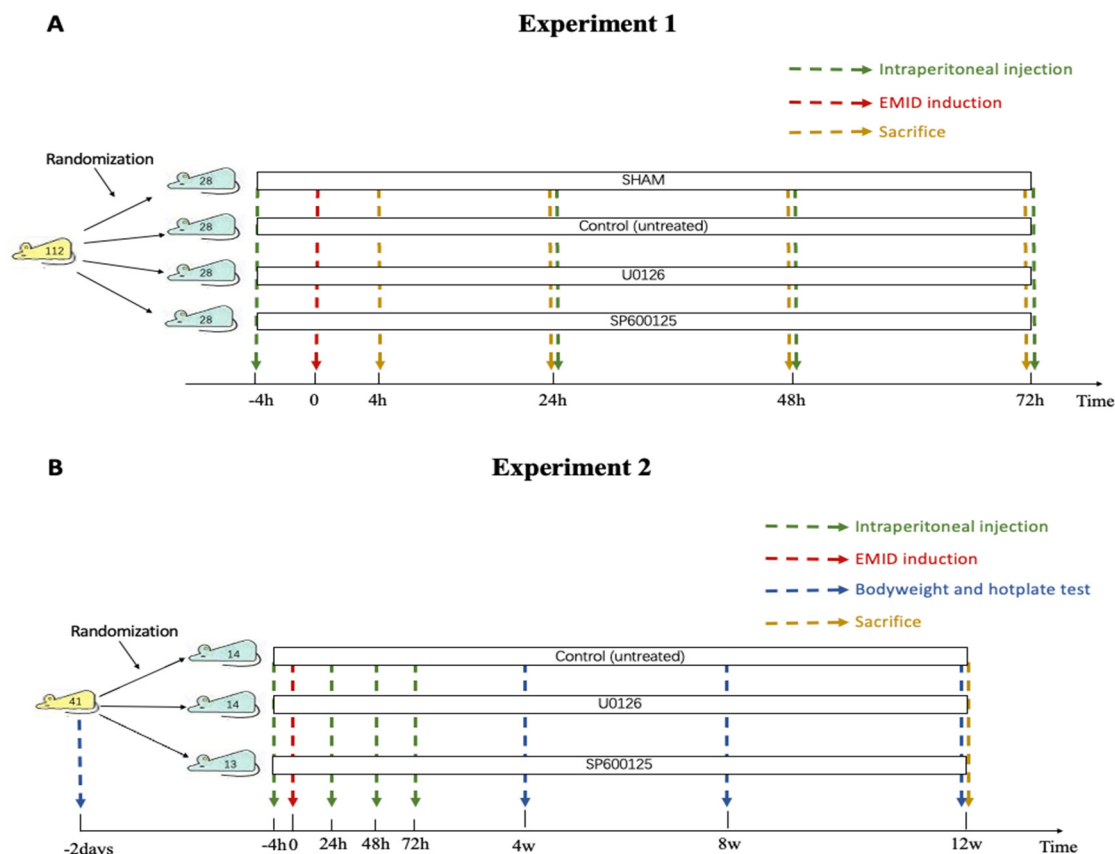 A
Experiment 1
Intraperitoneal injection
EMID induction
Sacrifice
Randomization
112
28
SHAM
28
Control (untreated)
28
U0126
28
SP600125
-4h 0 4h 24h 48h 72h Time
B
Experiment 2
Intraperitoneal injection
EMID induction
Bodyweight and hotplate test
Sacrifice
Randomization
41
14
Control (untreated)
14
U0126
13
SP600125
-2days -4h 0 24h 48h 72h 4w 8w 12w Time